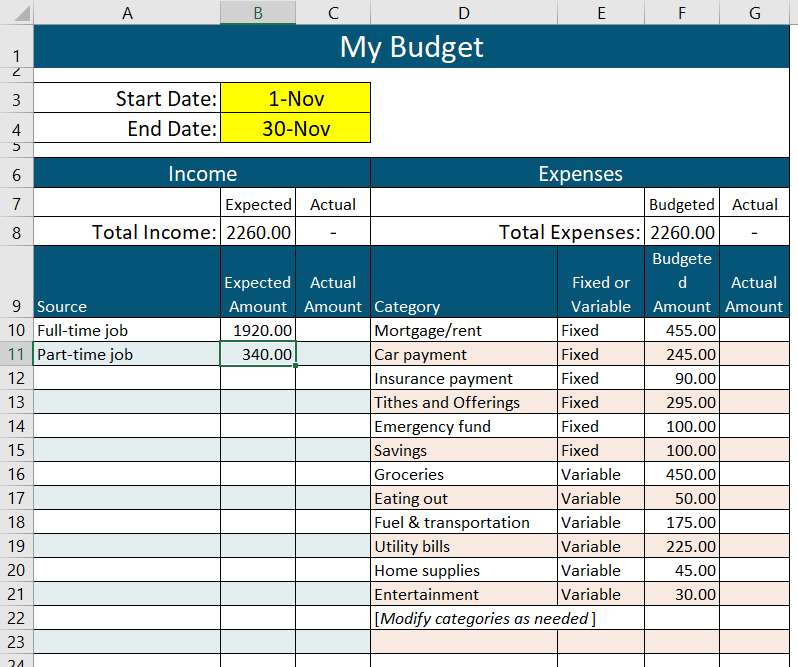 A B C D E F G
1 My Budget
2
3 Start Date: 1-Nov
4 End Date: 30-Nov
5
6 Income Expenses
7 Expected Actual Budgeted Actual
8 Total Income: 2260.00 - Total Expenses: 2260.00 -
Budgete
Expected Actual Fixed or d Actual
9 Source Amount Amount Category Variable Amount Amount
10 Full-time job 1920.00 Mortgage/rent Fixed 455.00
11 Part-time job 340.00 Car payment Fixed 245.00
12 Insurance payment Fixed 90.00
13 Tithes and Offerings Fixed 295.00
14 Emergency fund Fixed 100.00
15 Savings Fixed 100.00
16 Groceries Variable 450.00
17 Eating out Variable 50.00
18 Fuel & transportation Variable 175.00
19 Utility bills Variable 225.00
20 Home supplies Variable 45.00
21 Entertainment Variable 30.00
22 [Modify categories as needed]
23
24